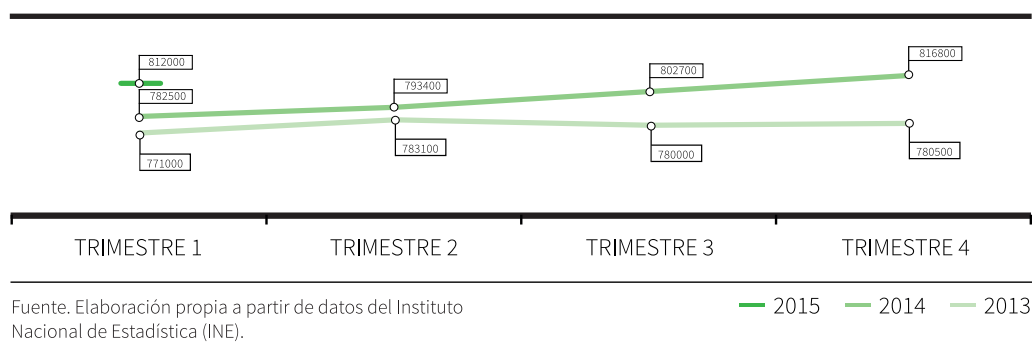 812000
782500
771000
793400
783100
802700
780000
816800
780500
TRIMESTRE 1
TRIMESTRE 2
TRIMESTRE 3
TRIMESTRE 4
Fuente. Elaboración propia a partir de datos del Instituto
Nacional de Estadística (INE).
2015
2014
2013